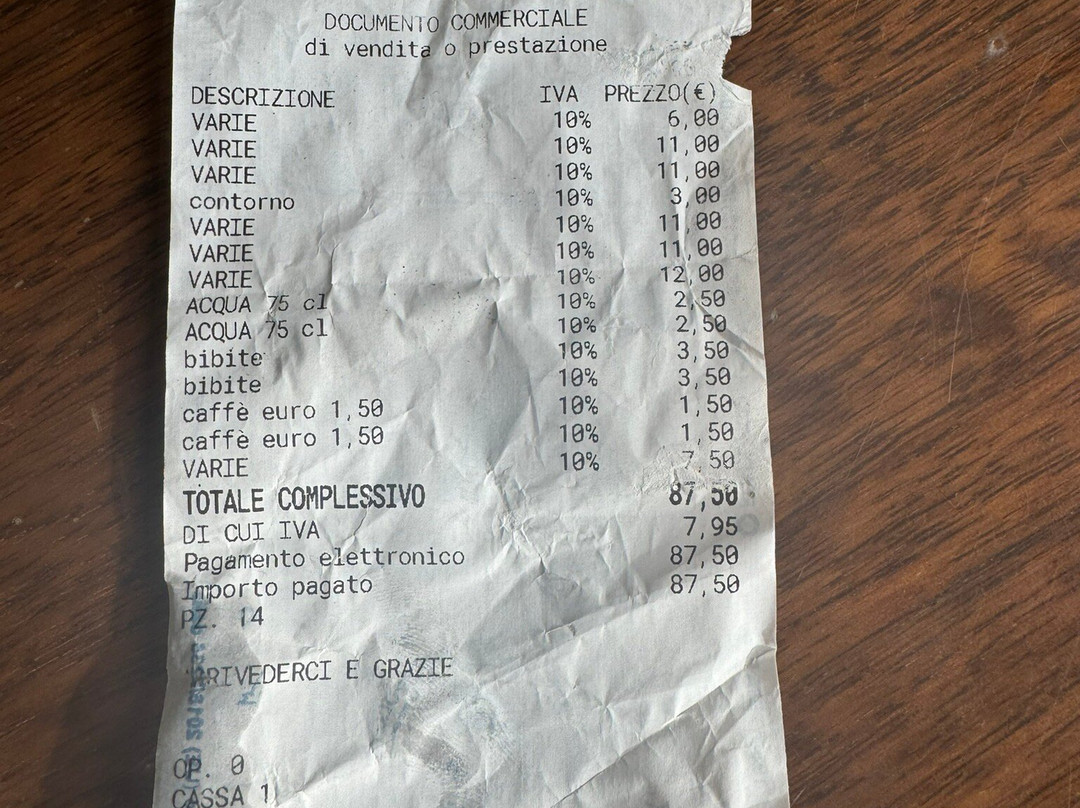 DOCUMENTO COMMERCIALE
di vendita o prestazione
DESCRIZIONE IVA PREZZO(€)
VARIE 10% 6,00
VARIE 10% 11,00
VARIE 10% 11,00
contorno 10% 3,00
VARIE 10% 11,00
VARIE 10% 11,00
VARIE 10% 12,00
ACQUA 75 cl 10% 2,50
ACQUA 75 cl 10% 2,50
bibite 10% 3,50
bibite 10% 3,50
caffè euro 1,50 10% 1,50
caffè euro 1,50 10% 1,50
VARIE 10% 7,50
TOTALE COMPLESSIVO 87,50
DI CUI IVA 7,95
Pagamento elettronico 87,50
Importo pagato 87,50
PZ. 14
ARRIVEDERCI E GRAZIE
OP. 0
CASSA 1